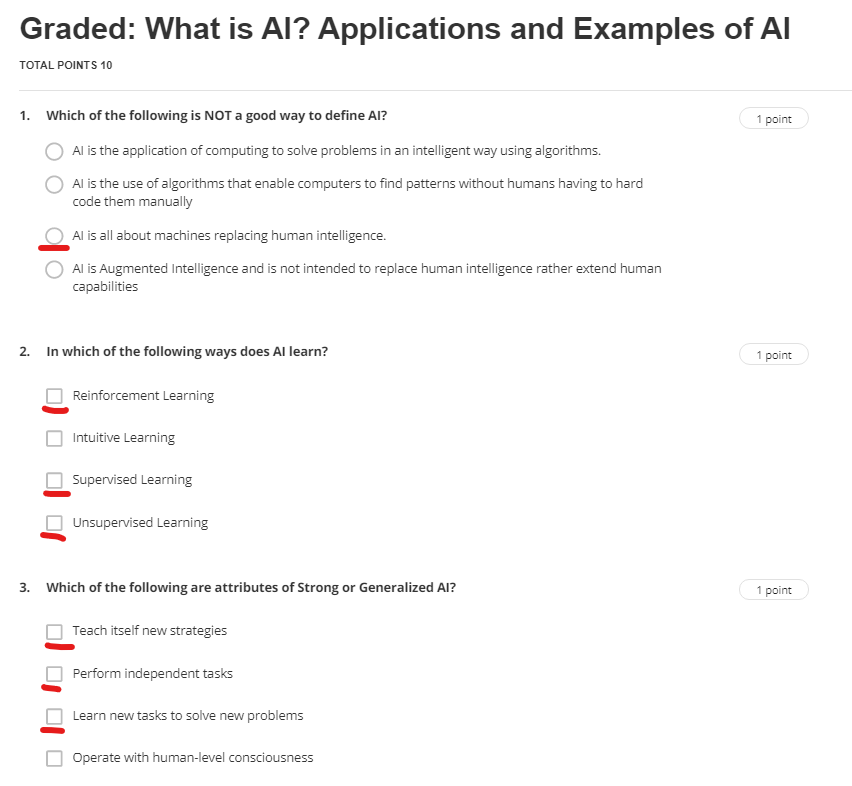 Graded: What is AI? Applications and Examples of AI
TOTAL POINTS 10
1. Which of the following is NOT a good way to define AI? 1 point
AI is the application of computing to solve problems in an intelligent way using algorithms.
AI is the use of algorithms that enable computers to find patterns without humans having to hard
code them manually
AI is all about machines replacing human intelligence.
AI is Augmented Intelligence and is not intended to replace human intelligence rather extend human
capabilities
2. In which of the following ways does AI learn? 1 point
Reinforcement Learning
Intuitive Learning
Supervised Learning
Unsupervised Learning
3. Which of the following are attributes of Strong or Generalized AI? 1 point
Teach itself new strategies
Perform independent tasks
Learn new tasks to solve new problems
Operate with human-level consciousness